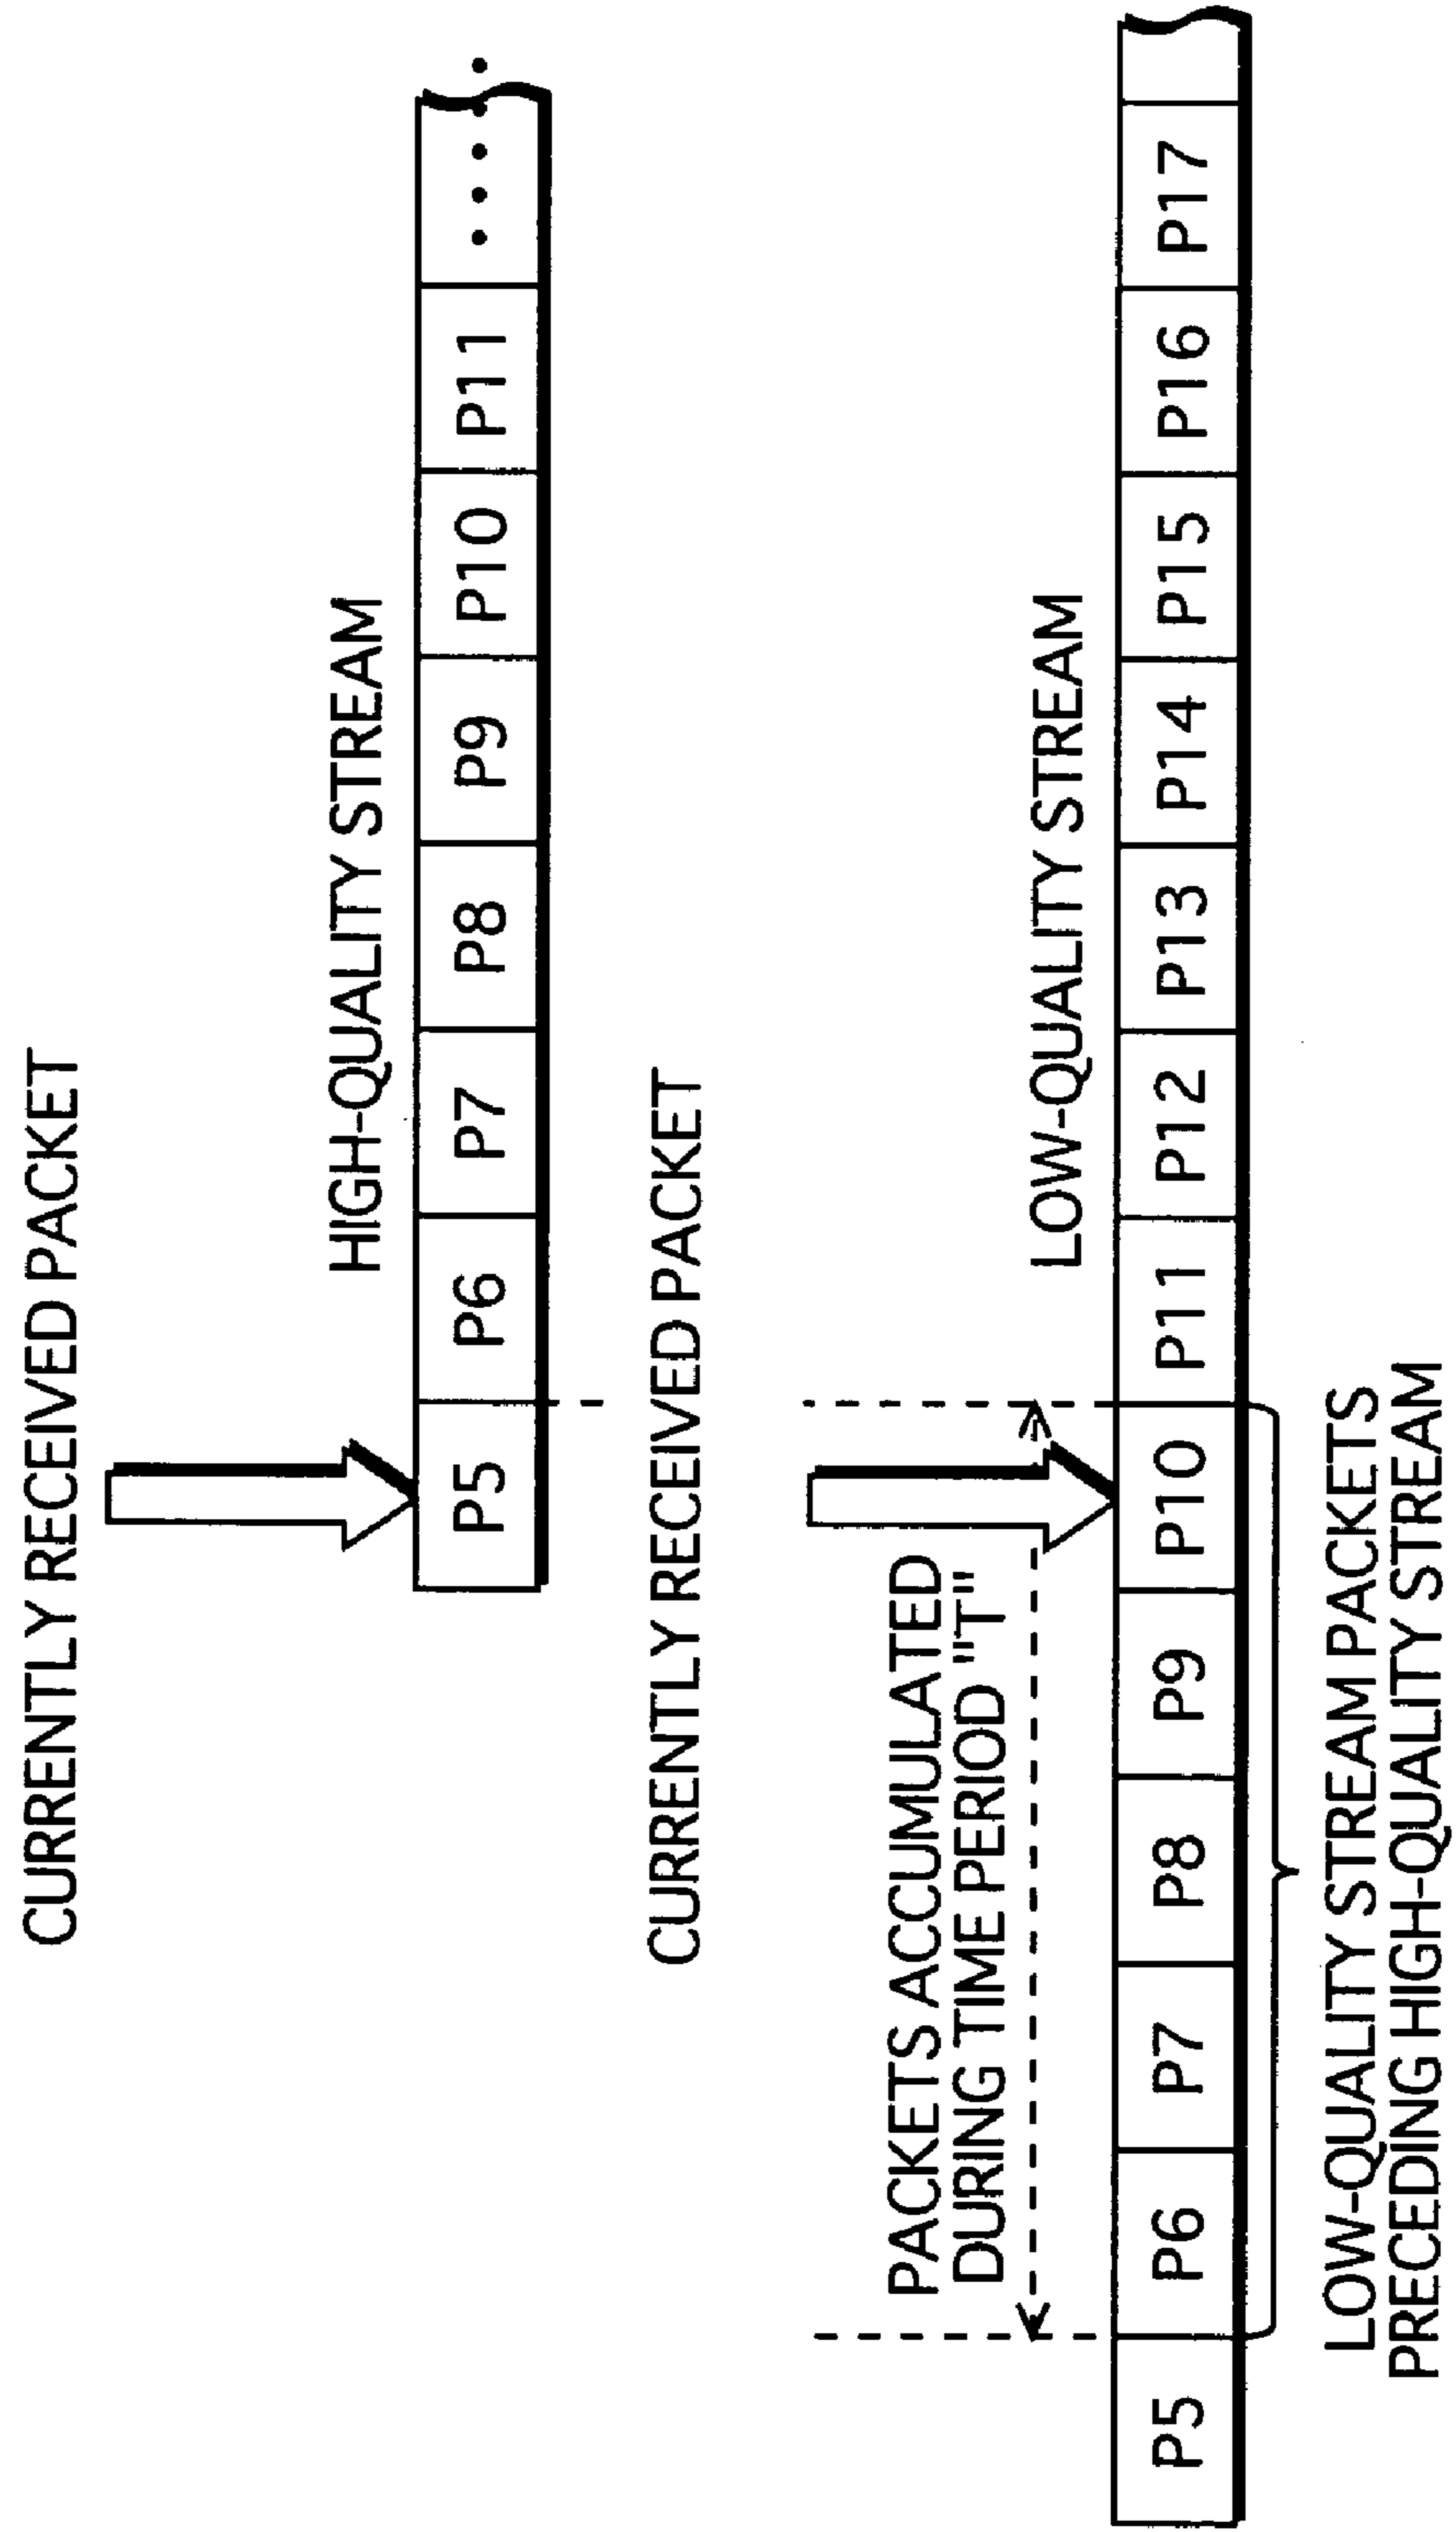 CURRENTLY RECEIVED PACKET
HIGH-QUALITY STREAM
P5 P6 P7 P8 P9 P10 P11 • • • • •
CURRENTLY RECEIVED PACKET
PACKETS ACCUMULATED
DURING TIME PERIOD "T"
LOW-QUALITY STREAM
P5 P6 P7 P8 P9 P10 P11 P12 P13 P14 P15 P16 P17
LOW-QUALITY STREAM PACKETS
PRECEDING HIGH-QUALITY STREAM